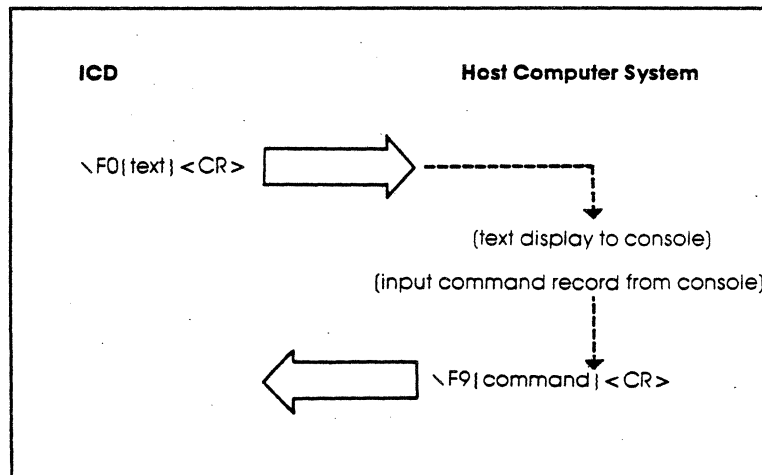 ICD Host Computer System
\F0{text}<CR>
(text display to console)
(input command record from console)
\F9{command}<CR>